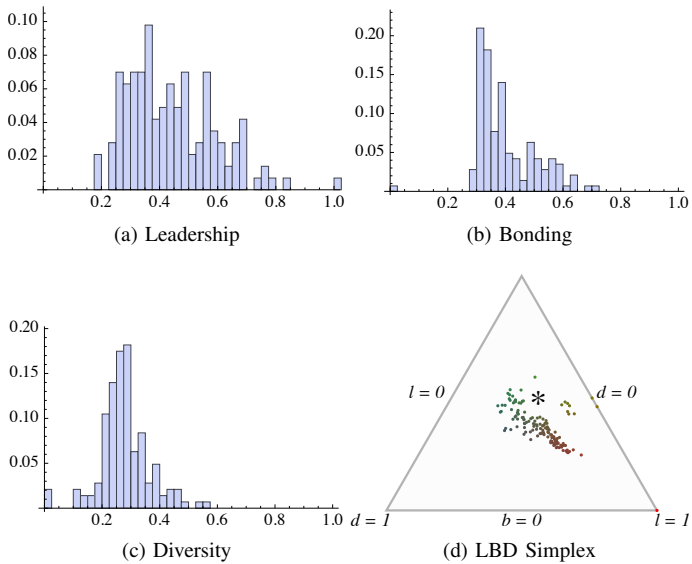 0.10
0.08
0.06
0.04
0.02
0.2 0.4 0.6 0.8 1.0
(a) Leadership
0.20
0.15
0.10
0.05
0.2 0.4 0.6 0.8 1.0
(b) Bonding
0.20
0.15
0.10
0.05
0.2 0.4 0.6 0.8 1.0
(c) Diversity
l = 0
d = 0
*
d = 1 b = 0 l = 1
(d) LBD Simplex